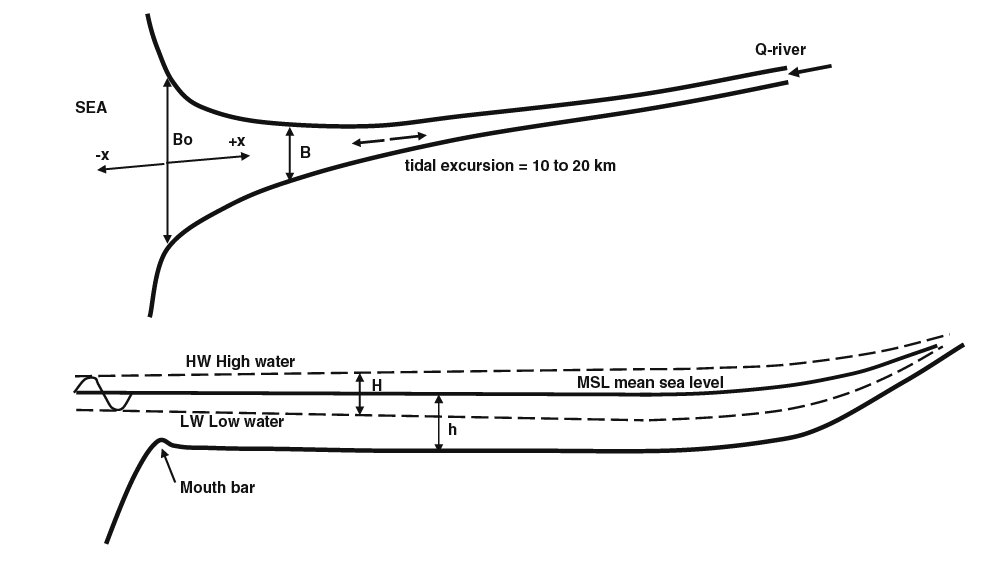 Q-river
SEA
Bo
+x
-x
B
tidal excursion = 10 to 20 km
HW High water
H
MSL mean sea level
LW Low water
h
Mouth bar